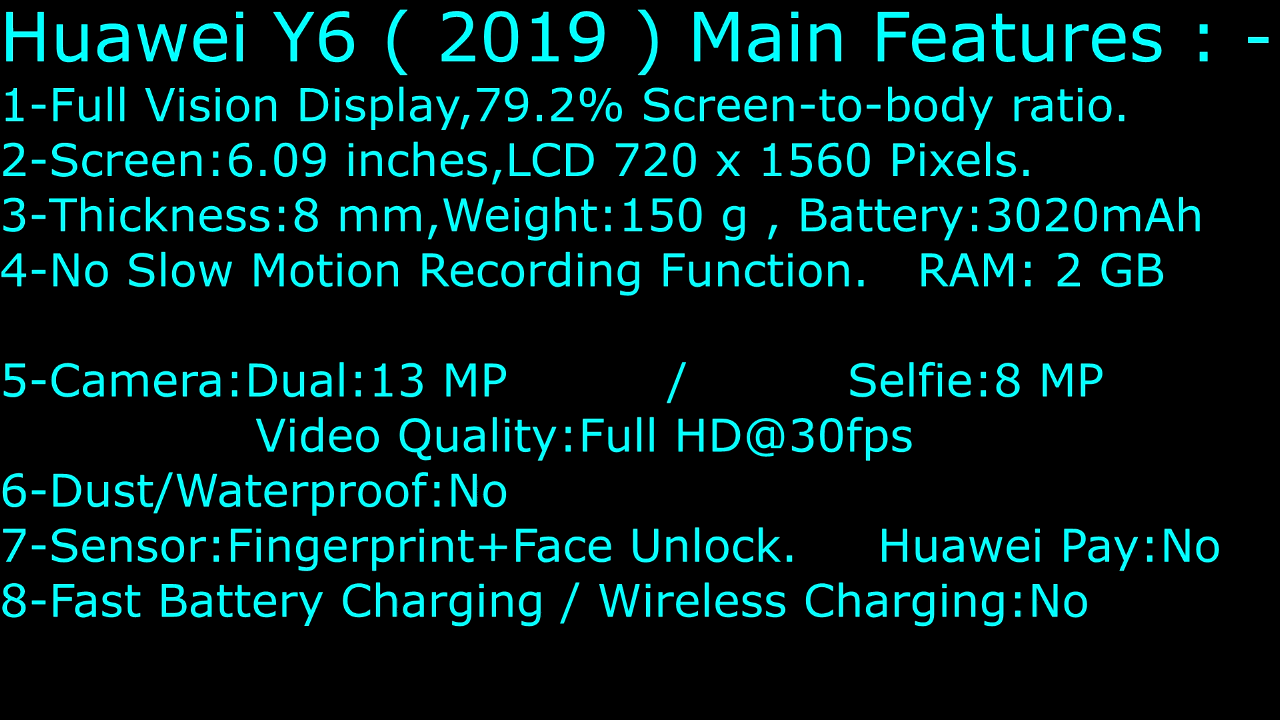 Huawei Y6 ( 2019 ) Main Features : -
1-Full Vision Display,79.2% Screen-to-body ratio.
2-Screen:6.09 inches,LCD 720 x 1560 Pixels.
3-Thickness:8 mm,Weight:150 g , Battery:3020mAh
4-No Slow Motion Recording Function. RAM: 2 GB
5-Camera:Dual:13 MP / Selfie:8 MP
Video Quality:Full HD@30fps
6-Dust/Waterproof:No
7-Sensor:Fingerprint+Face Unlock. Huawei Pay:No
8-Fast Battery Charging / Wireless Charging:No